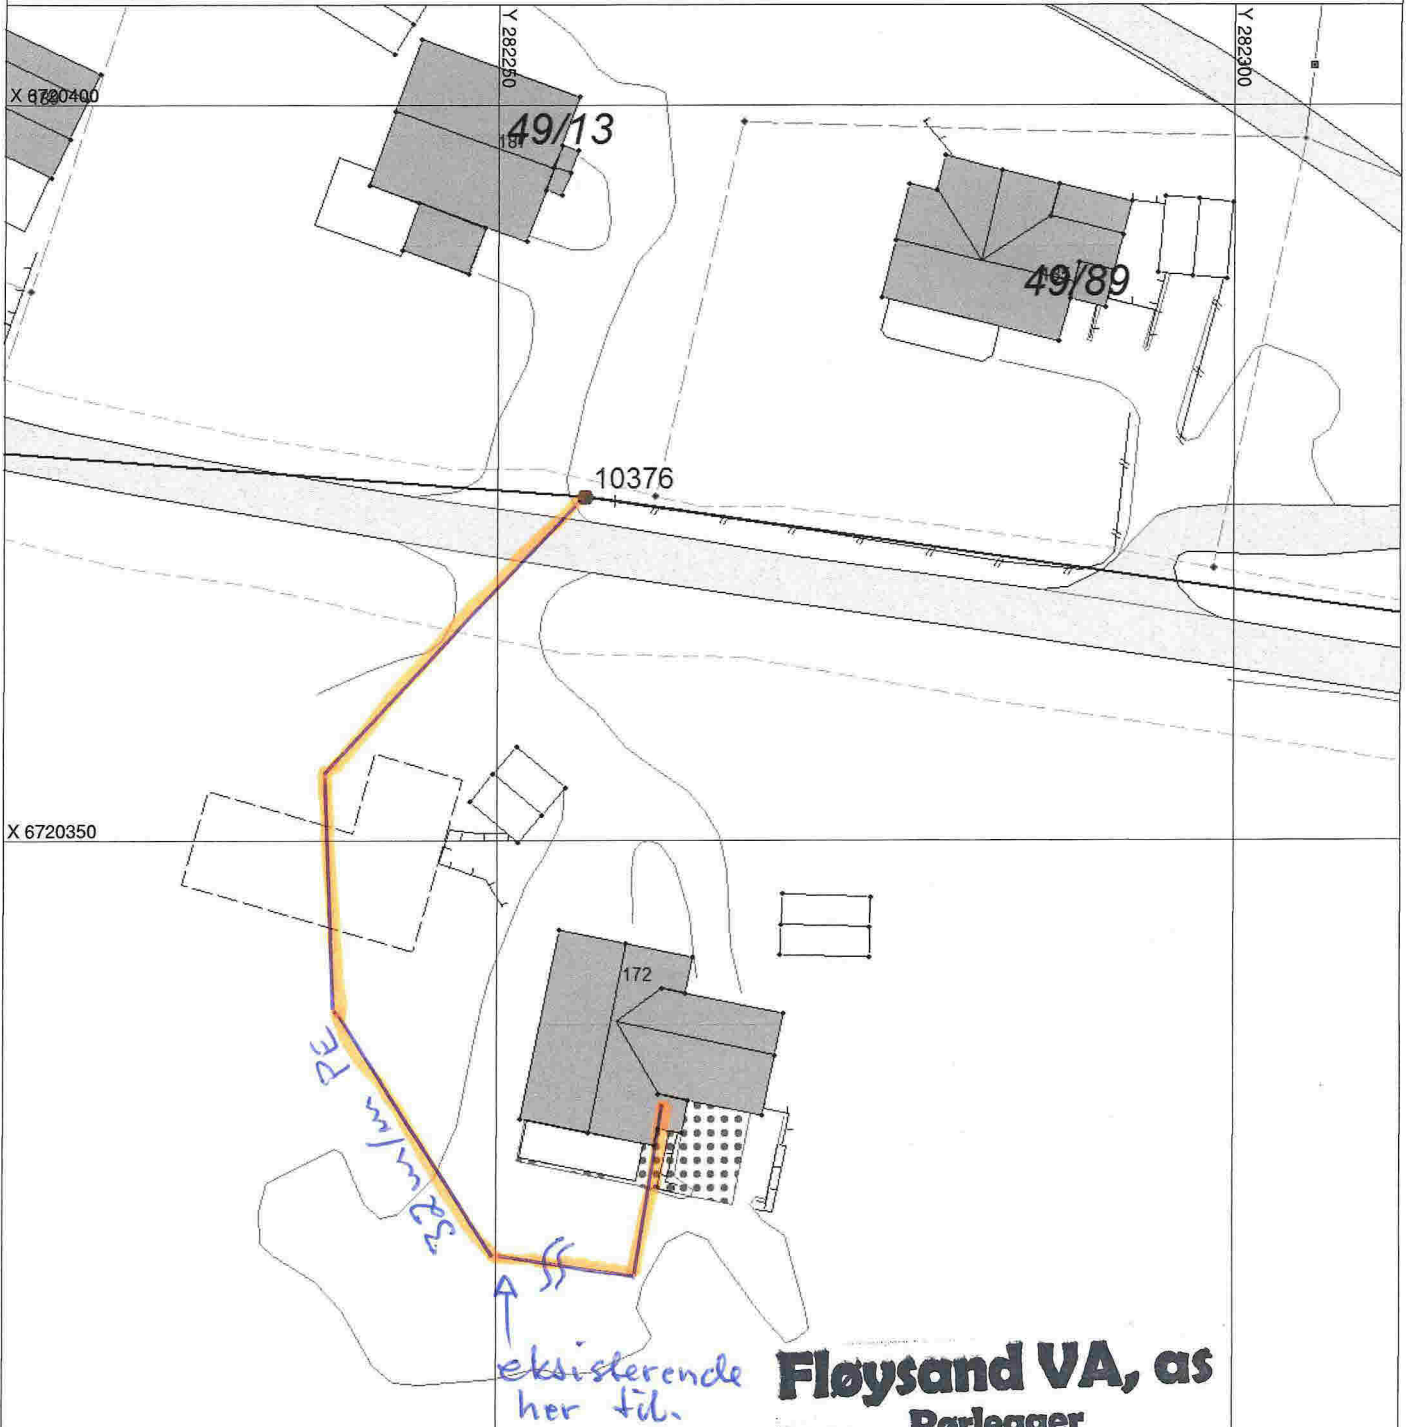 Y 282250
Y 282300
X 6720400
49/13
187
49/89
10376
X 6720350
172
32 m/m PE
eksisterende
her til.
Fløysand VA, as
Rørlegger